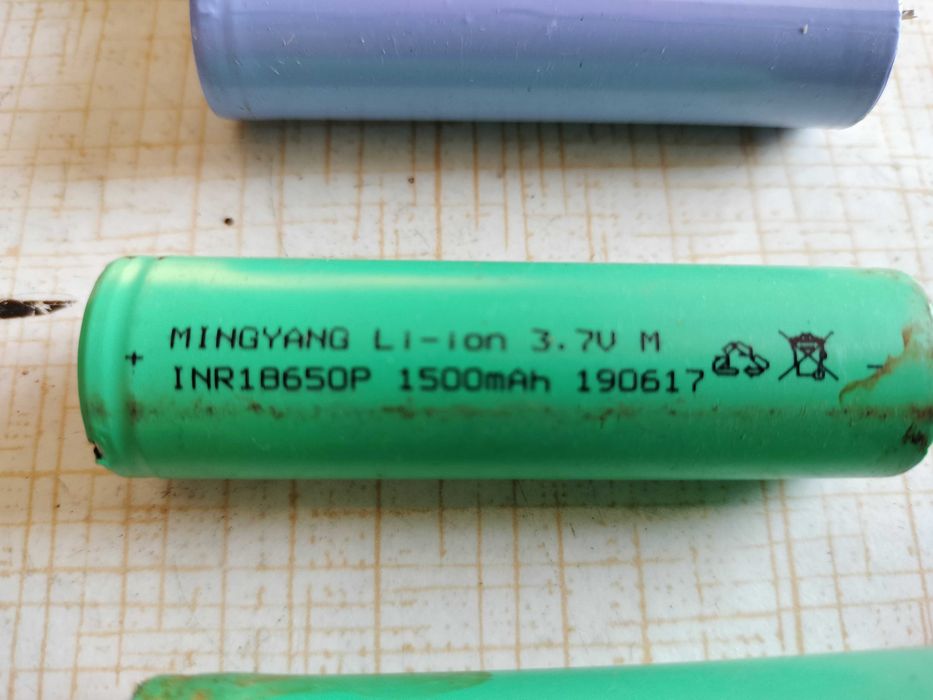 MINGYANG Li-ion 3.7V M
+ INR18650P 1500mAh 190617 -